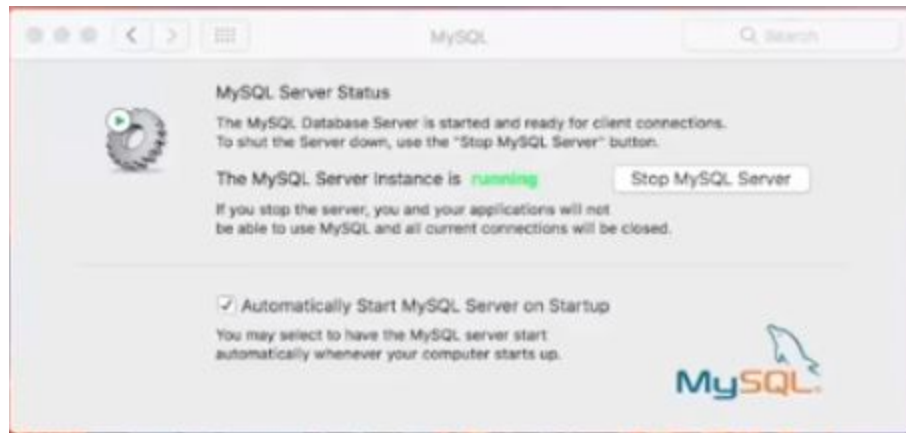 MySQL
Search
MySQL Server Status
The MySQL Database Server is started and ready for client connections.
To shut the Server down, use the "Stop MySQL Server" button.
The MySQL Server Instance is running
Stop MySQL Server
If you stop the server, you and your applications will not
be able to use MySQL and all current connections will be closed.
Automatically Start MySQL Server on Startup
You may select to have the MySQL server start
automatically whenever your computer starts up.
MySQL